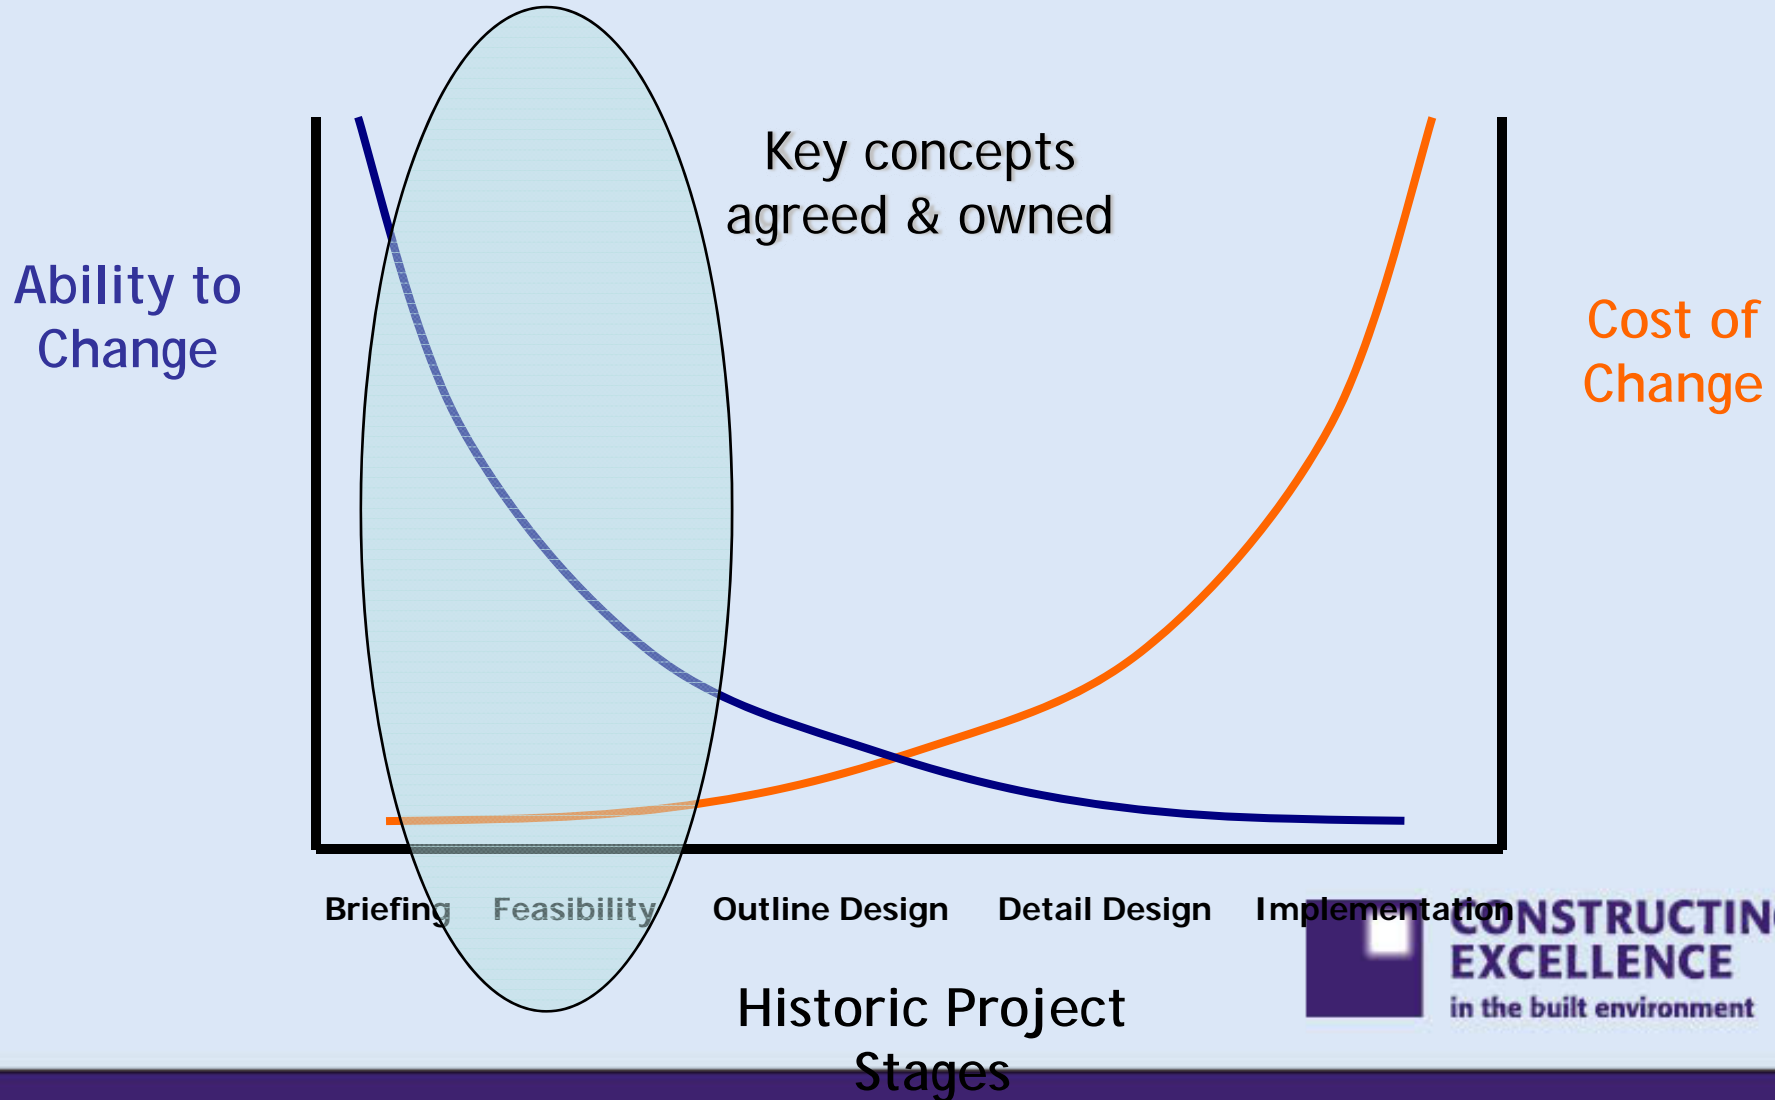 Key concepts
agreed & owned
Ability to
Change
Cost of
Change
Briefing Feasibility Outline Design Detail Design Implementation
Historic Project
Stages
CONSTRUCTING
EXCELLENCE
in the built environment